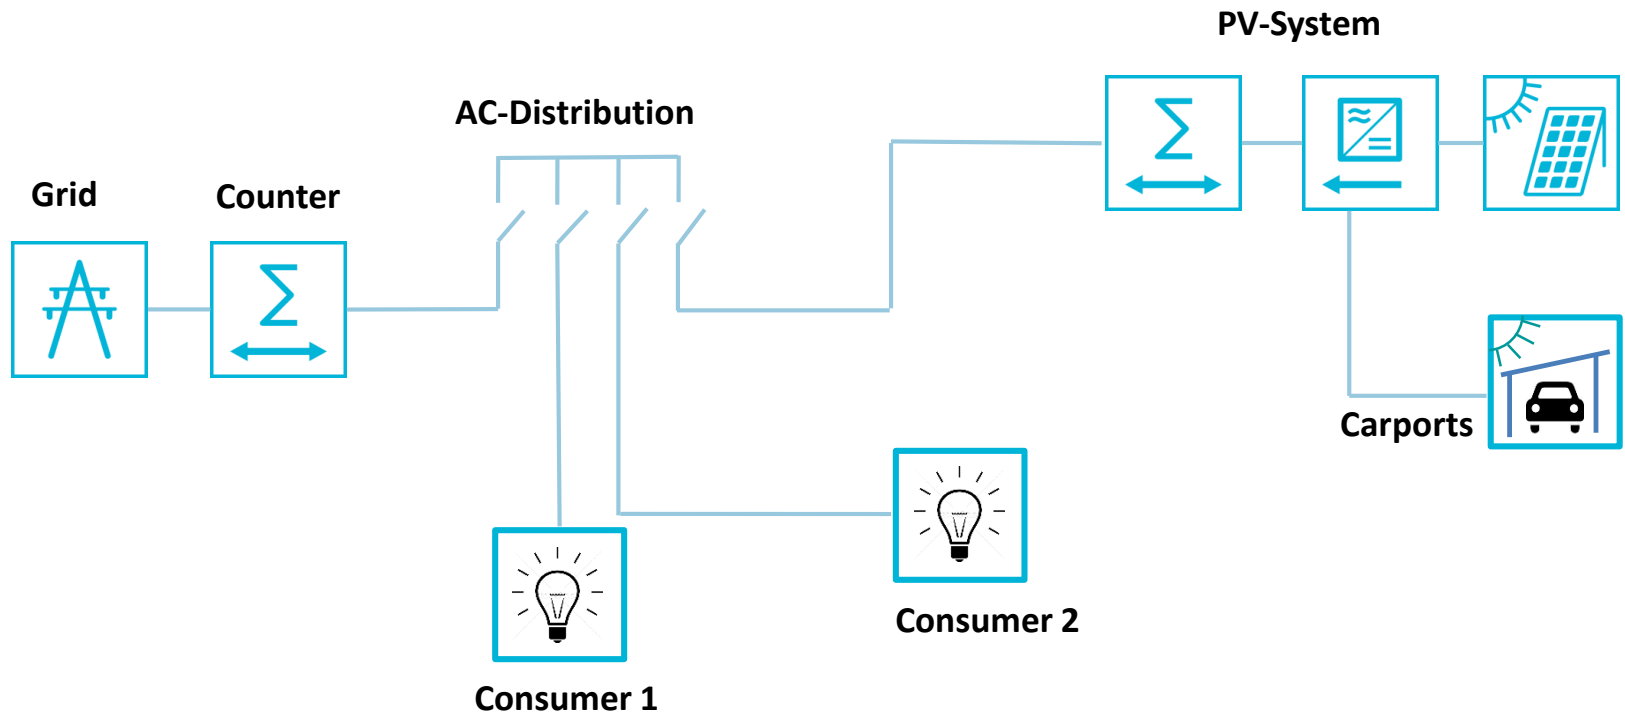 PV-System
AC-Distribution
Grid
Counter
Σ
Σ
Carports
Consumer 2
Consumer 1